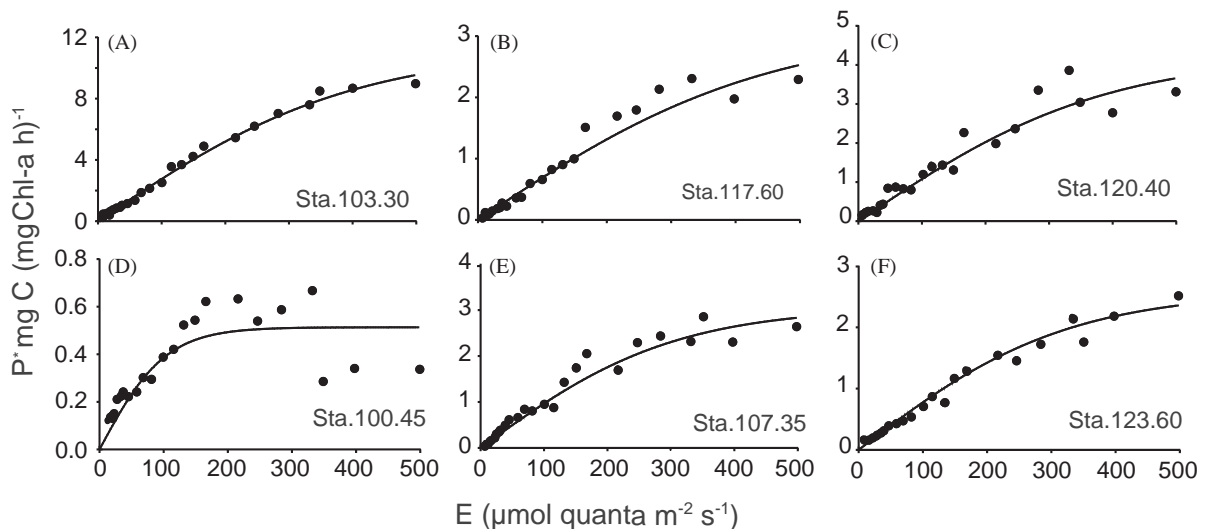 (A)
12
8
4
0
Sta.103.30
(B)
3
2
1
0
Sta.117.60
(C)
5
4
3
2
1
0
Sta.120.40
P* mg C (mgChl-a h)-1
(D)
1.0
0.8
0.6
0.4
0.2
0.0
Sta.100.45
0 100 200 300 400 500
(E)
4
3
2
1
0
Sta.107.35
0 100 200 300 400 500
(F)
3
2
1
0
Sta.123.60
0 100 200 300 400 500
E (µmol quanta m-2 s-1)